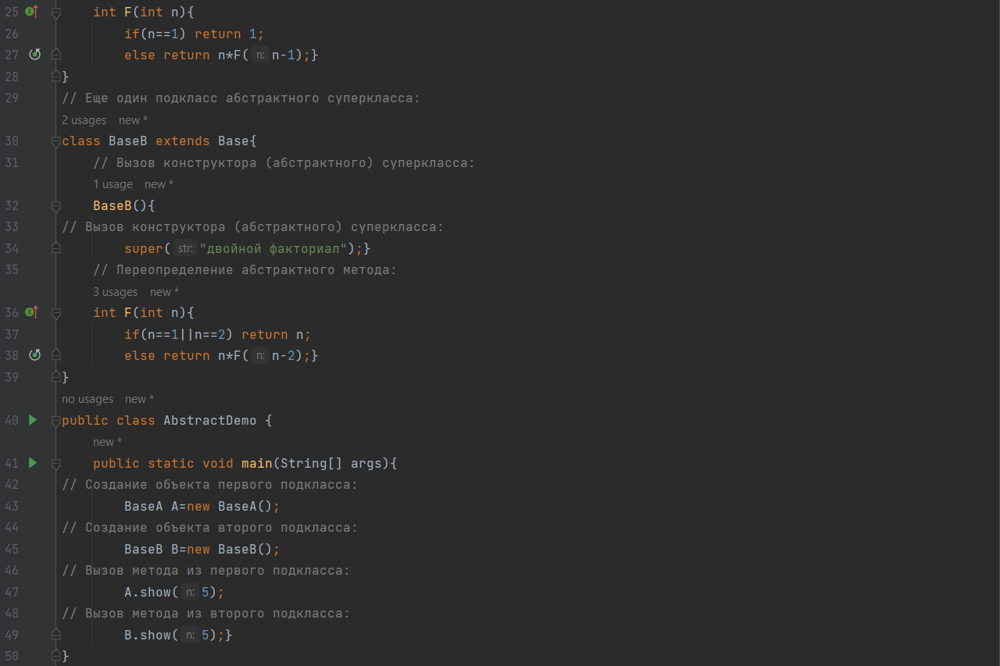 25 int F(int n){
26 if(n==1) return 1;
27 else return n*F( n: n-1);}
28 }
29 // Еще один подкласс абстрактного суперкласса:
2 usages new *
30 class BaseB extends Base{
31 // Вызов конструктора (абстрактного) суперкласса:
1 usage new *
32 BaseB(){
33 // Вызов конструктора (абстрактного) суперкласса:
34 super( str: "двойной факториал");}
35 // Переопределение абстрактного метода:
3 usages new *
36 int F(int n){
37 if(n==1||n==2) return n;
38 else return n*F( n: n-2);}
39 }
no usages new *
40 public class AbstractDemo {
new *
41 public static void main(String[] args){
42 // Создание объекта первого подкласса:
43 BaseA A=new BaseA();
44 // Создание объекта второго подкласса:
45 BaseB B=new BaseB();
46 // Вызов метода из первого подкласса:
47 A.show( n: 5);
48 // Вызов метода из второго подкласса:
49 B.show( n: 5);}
50 }